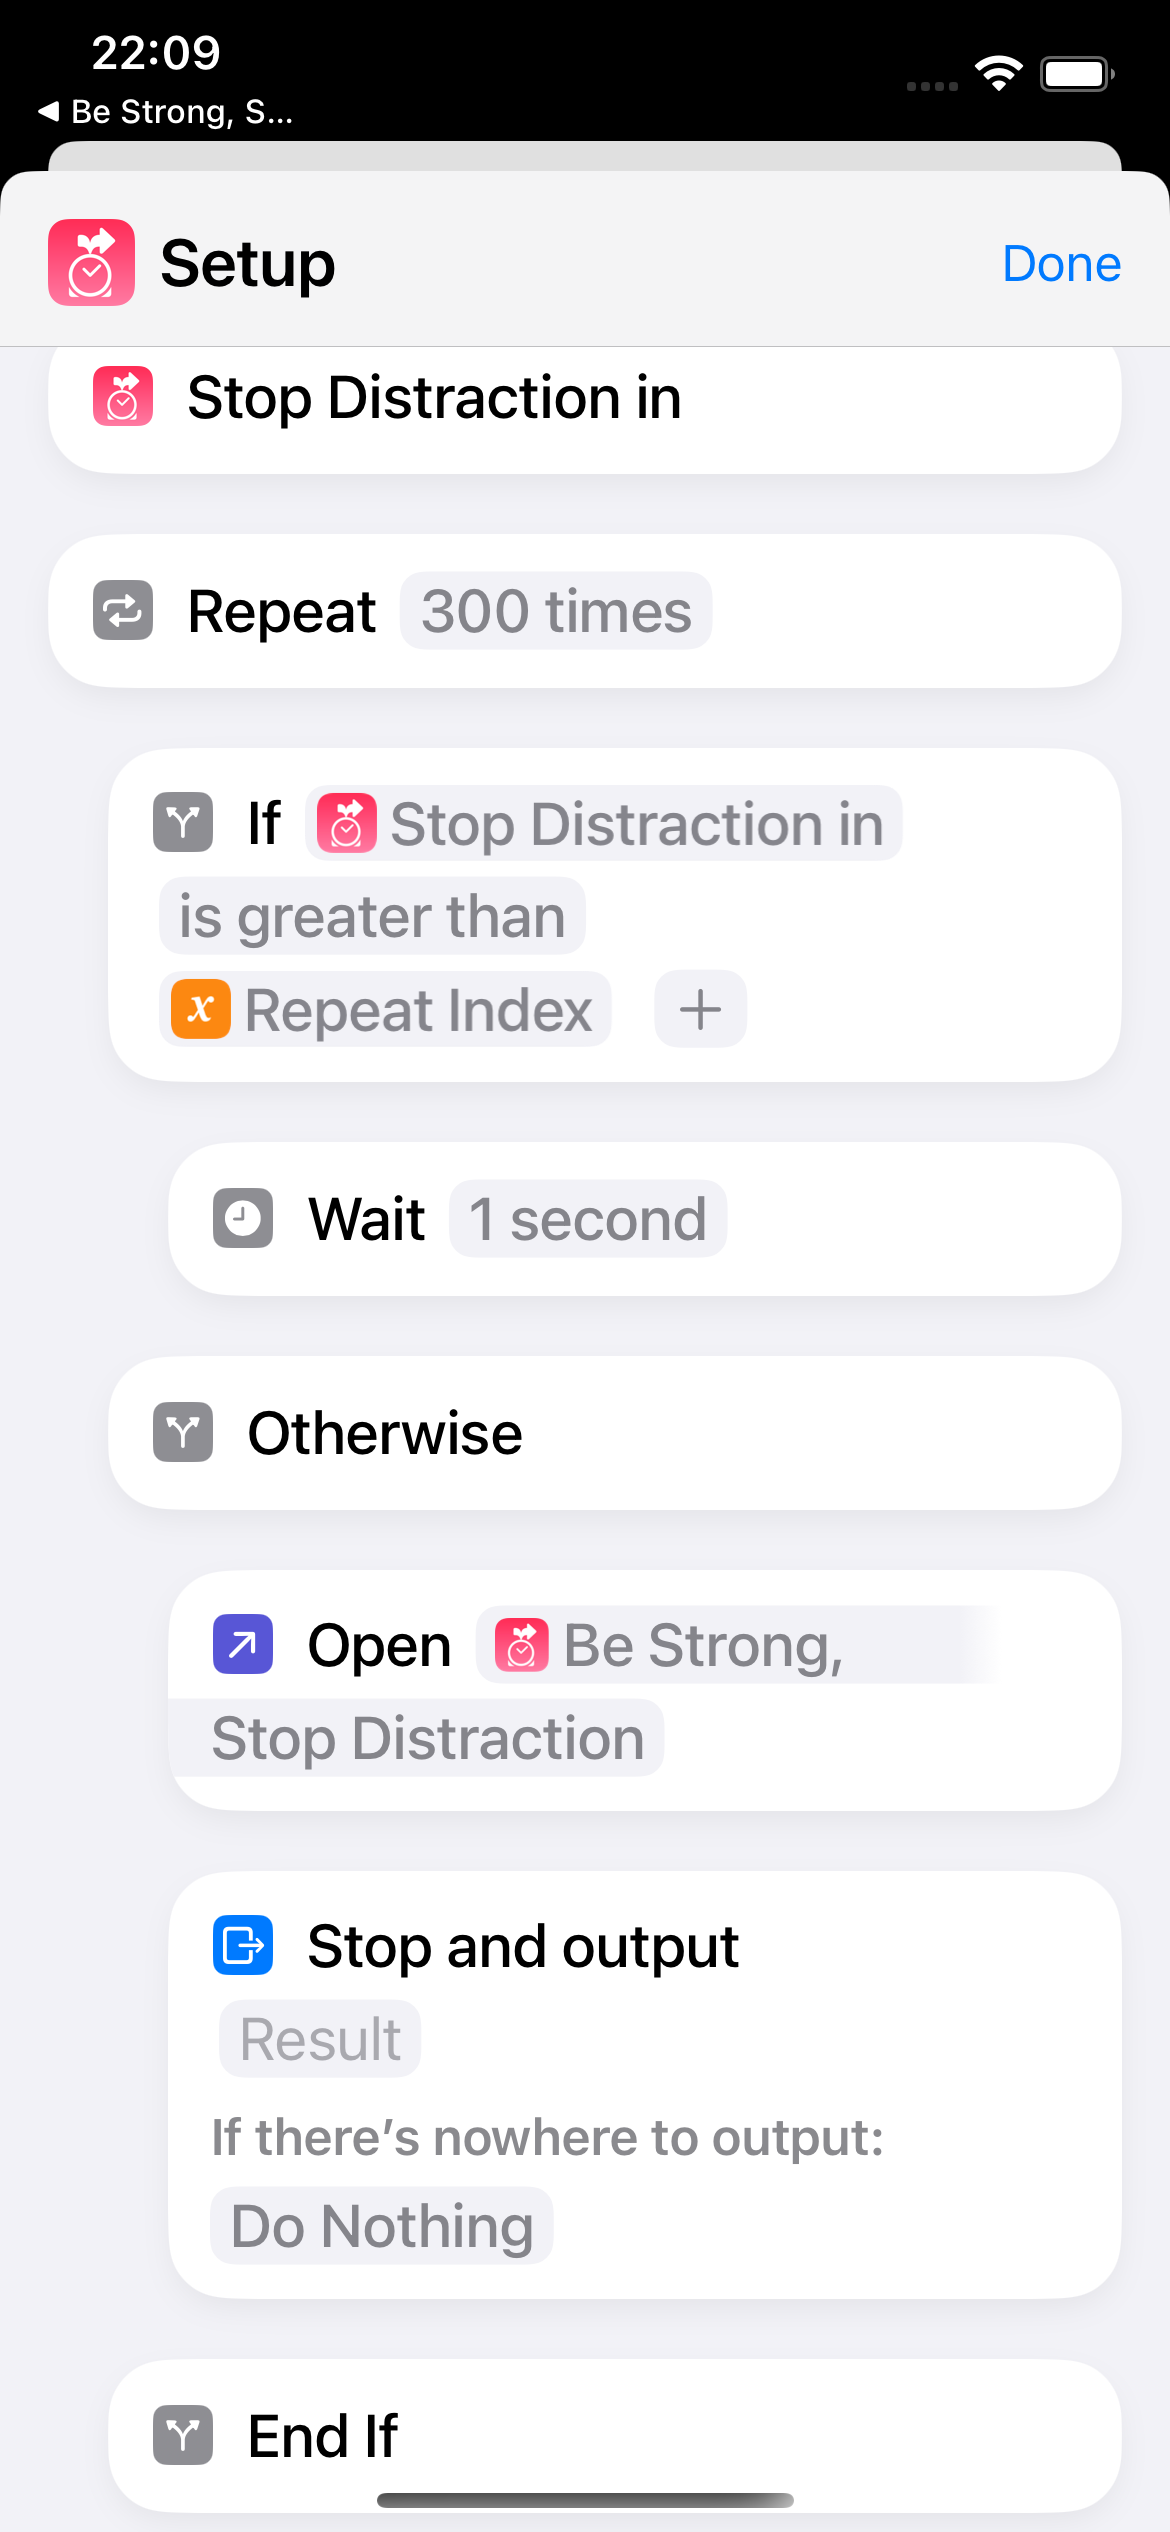 22:09
◀ Be Strong, S...
Setup
Done
Stop Distraction in
Repeat 300 times
If Stop Distraction in
is greater than
x Repeat Index +
Wait 1 second
Otherwise
Open Be Strong,
Stop Distraction
Stop and output
Result
If there’s nowhere to output:
Do Nothing
End If